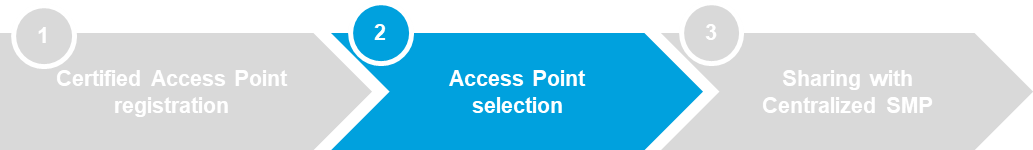 1
Certified Access Point
registration
2
Access Point
selection
3
Sharing with
Centralized SMP